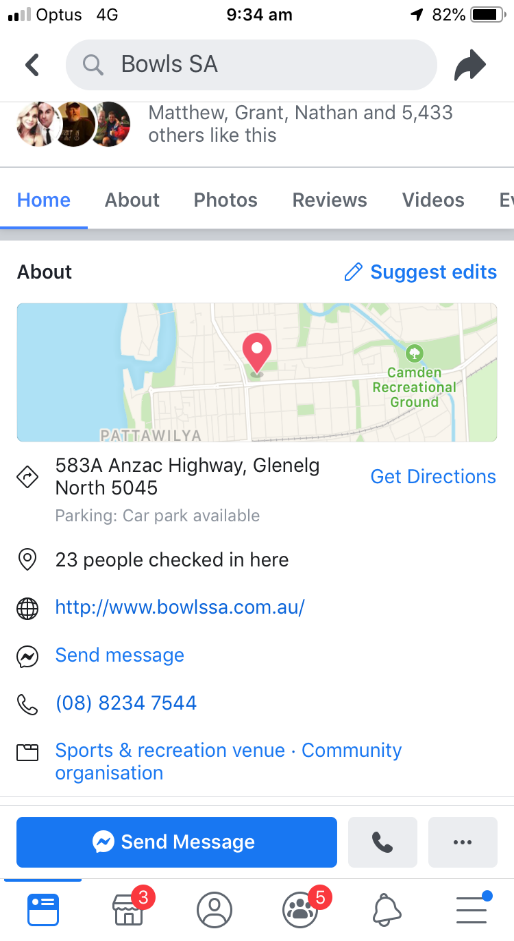 Optus 4G 9:34 am 82%
Bowls SA
Matthew, Grant, Nathan and 5,433
others like this
Home About Photos Reviews Videos Ev
About Suggest edits
Camden
Recreational
Ground
PATTAWILYA
583A Anzac Highway, Glenelg
North 5045
Get Directions
Parking: Car park available
23 people checked in here
http://www.bowlssa.com.au/
Send message
(08) 8234 7544
Sports & recreation venue · Community
organisation
Send Message
3 5